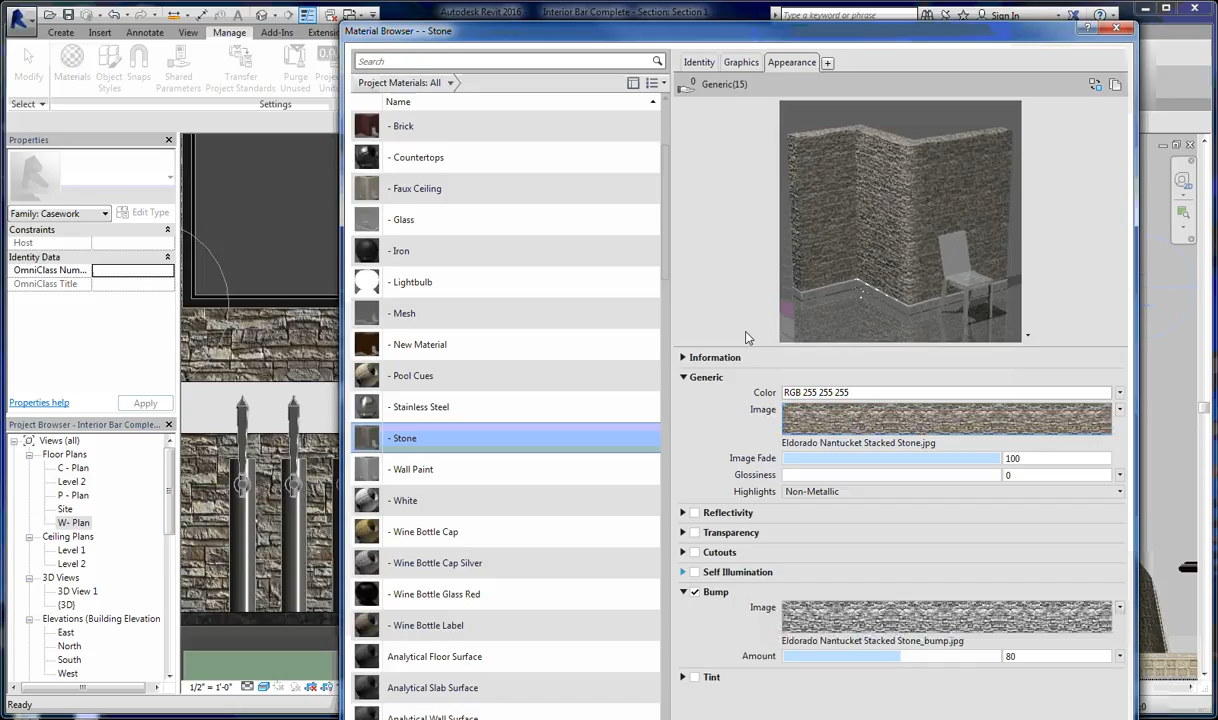 Autodesk Revit 2016 - Interior Bar Complete - Section: Section 1
Type a keyword or phrase
Sign In
Create
Insert
Annotate
View
Manage
Add-Ins
Modify
Materials
Object
Styles
Snaps
Shared
Parameters
Transfer
Project Standards
Purge
Unused
Select
Settings
Properties
Family: Casework
Edit Type
Constraints
Host
Identity Data
OmniClass Num...
OmniClass Title
Properties help
Apply
Project Browser - Interior Bar Comple...
Views (all)
Floor Plans
C - Plan
Level 2
P - Plan
Site
W- Plan
Ceiling Plans
Level 1
Level 2
3D Views
3D View 1
{3D}
Elevations (Building Elevation
East
North
South
West
1/2" = 1'-0"
Ready
Material Browser - - Stone
Search
Project Materials: All
Name
- Brick
- Countertops
- Faux Ceiling
- Glass
- Iron
- Lightbulb
- Mesh
- New Material
- Pool Cues
- Stainless Steel
- Stone
- Wall Paint
- White
- Wine Bottle Cap
- Wine Bottle Cap Silver
- Wine Bottle Glass Red
- Wine Bottle Label
Analytical Floor Surface
Analytical Slab Surface
Analytical Wall Surface
Identity
Graphics
Appearance
0
Generic(15)
Information
Generic
Color RGB 255 255 255
Image
Eldorado Nantucket Stacked Stone.jpg
Image Fade 100
Glossiness 0
Highlights Non-Metallic
Reflectivity
Transparency
Cutouts
Self Illumination
Bump
Image
Eldorado Nantucket Stacked Stone_bump.jpg
Amount 80
Tint